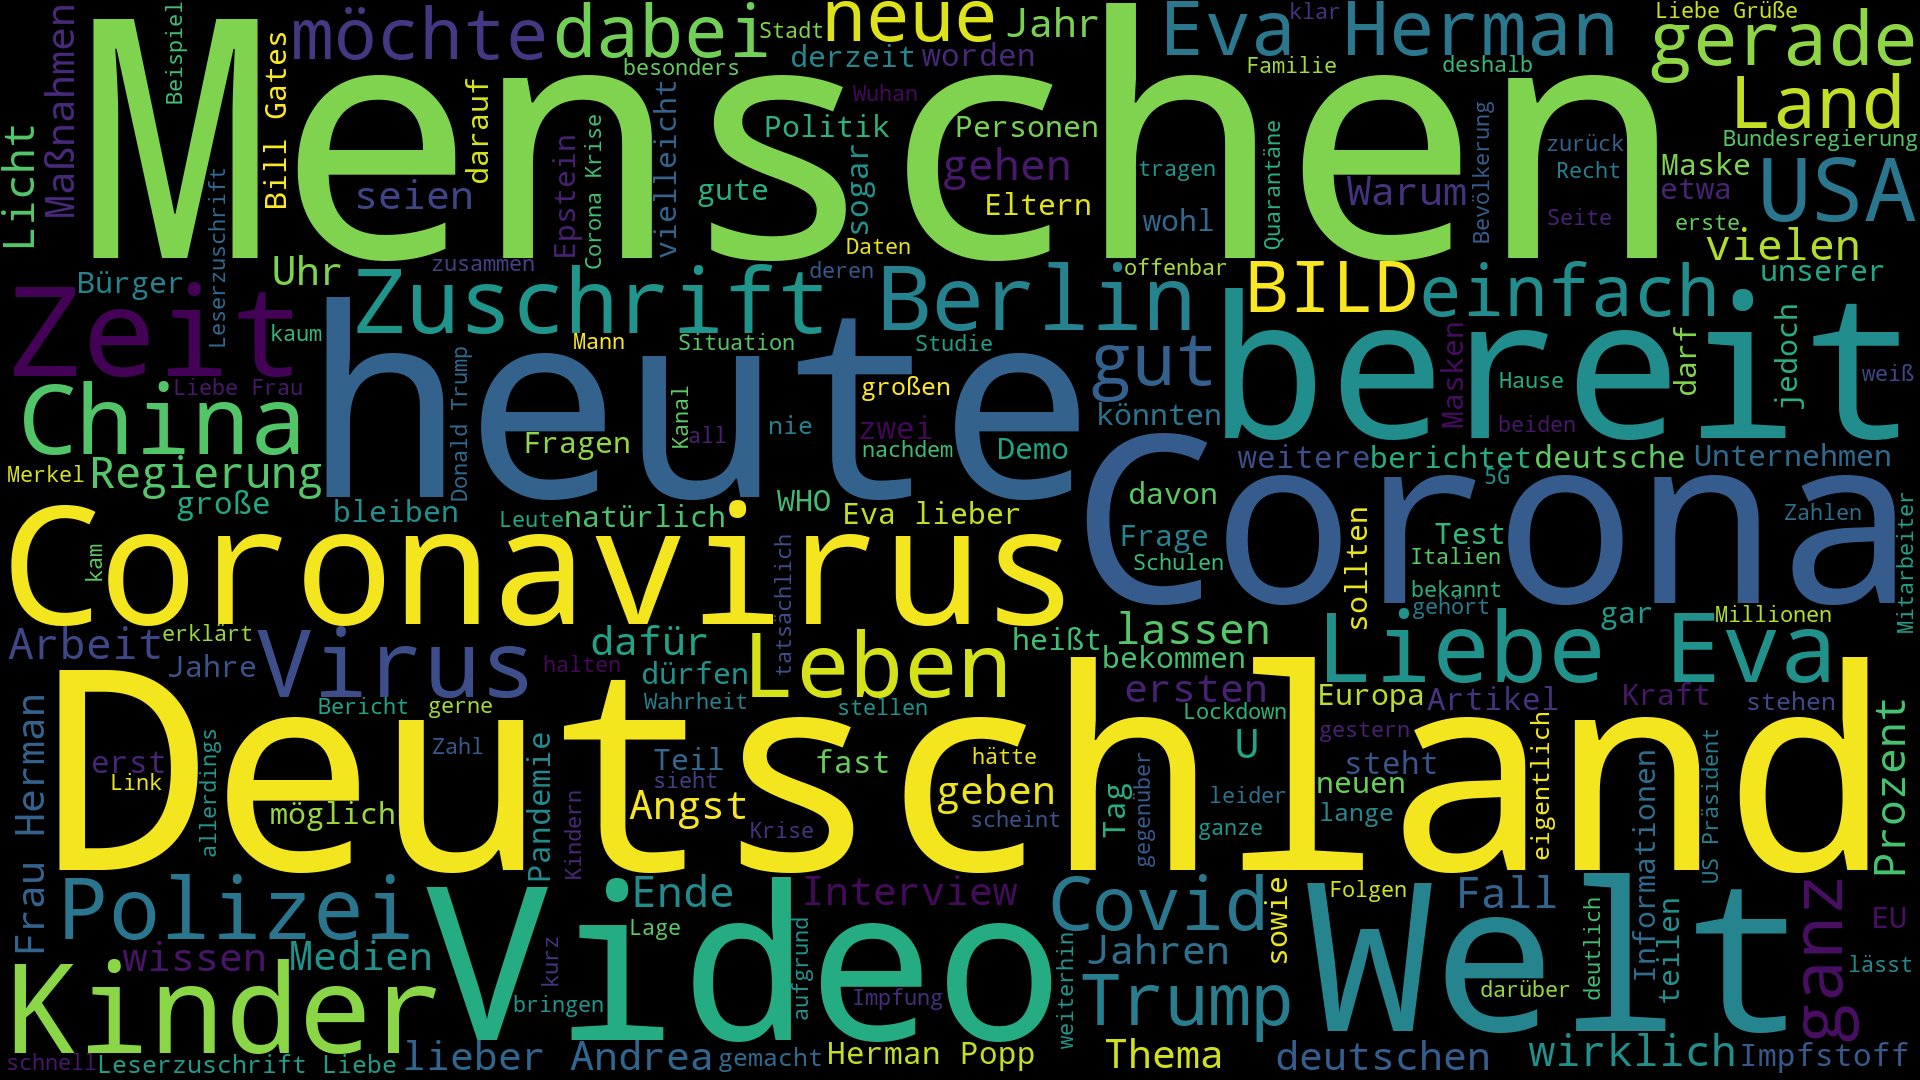 Menschen
Maßnahmen
Beispiel
Bill Gates
möchte
dabei
Stadt
neue
Jahr
Eva Herman
klar
Liebe Grüße
gerade
besonders
derzeit
worden
Familie
deshalb
Land
Licht
darauf
Wuhan
Politik
Personen
Bundesregierung
Leserzuschrift
seien
Epstein
Corona Krise
vielleicht
gute
sogar
gehen
Eltern
Daten
tragen
wohl
Quarantäne
Warum
Bevölkerung
zurück
Recht
Seite
Maske
etwa
erste
USA
vielen
Bürger
Uhr
zusammen
Zuschrift
deren
Berlin
offenbar
BILD
einfach
unserer
Zeit
kaum
heute
Mann
Situation
Studie
gut
bereit
Masken
darf
jedoch
China
Liebe Frau
Donald Trump
großen
Hause
weiß
Fragen
Kanal
all
nie
zwei
nachdem
Demo
könnten
beiden
Merkel
Regierung
weitere
berichtet
deutsche
Unternehmen
5G
große
bleiben
Leute
natürlich
WHO
Eva lieber
davon
Corona
Zahlen
Mitarbeiter
Coronavirus
kam
tatsächlich
Frage
Schulen
sollten
Test
Italien
bekannt
gehört
gar
Millionen
Arbeit
erklärt
Jahre
Virus
halten
dafür
dürfen
Leben
heißt
lassen
bekommen
Liebe Eva
Wahrheit
ersten
Europa
Artikel
Kraft
stehen
Bericht
gerne
stellen
Lockdown
gestern
Frau Herman
erst
Link
allerdings
Deutschland
Zahl
Pandemie
Teil
sieht
fast
hätte
U
steht
eigentlich
Informationen
US Präsident
Prozent
möglich
Kindern
Angst
Krise
geben
scheint
Tag
gegenüber
leider
ganze
neuen
lange
Polizei
Ende
Interview
Covid
sowie
Folgen
Fall
deutlich
teilen
ganz
EU
wissen
Medien
Video
Lage
aufgrund
Jahren
Welt
lässt
Kinder
kurz
bringen
Impfung
weiterhin
Trump
darüber
schnell
Leserzuschrift Liebe
lieber
Andrea
gemacht
Herman Popp
Thema
deutschen
wirklich
Impfstoff